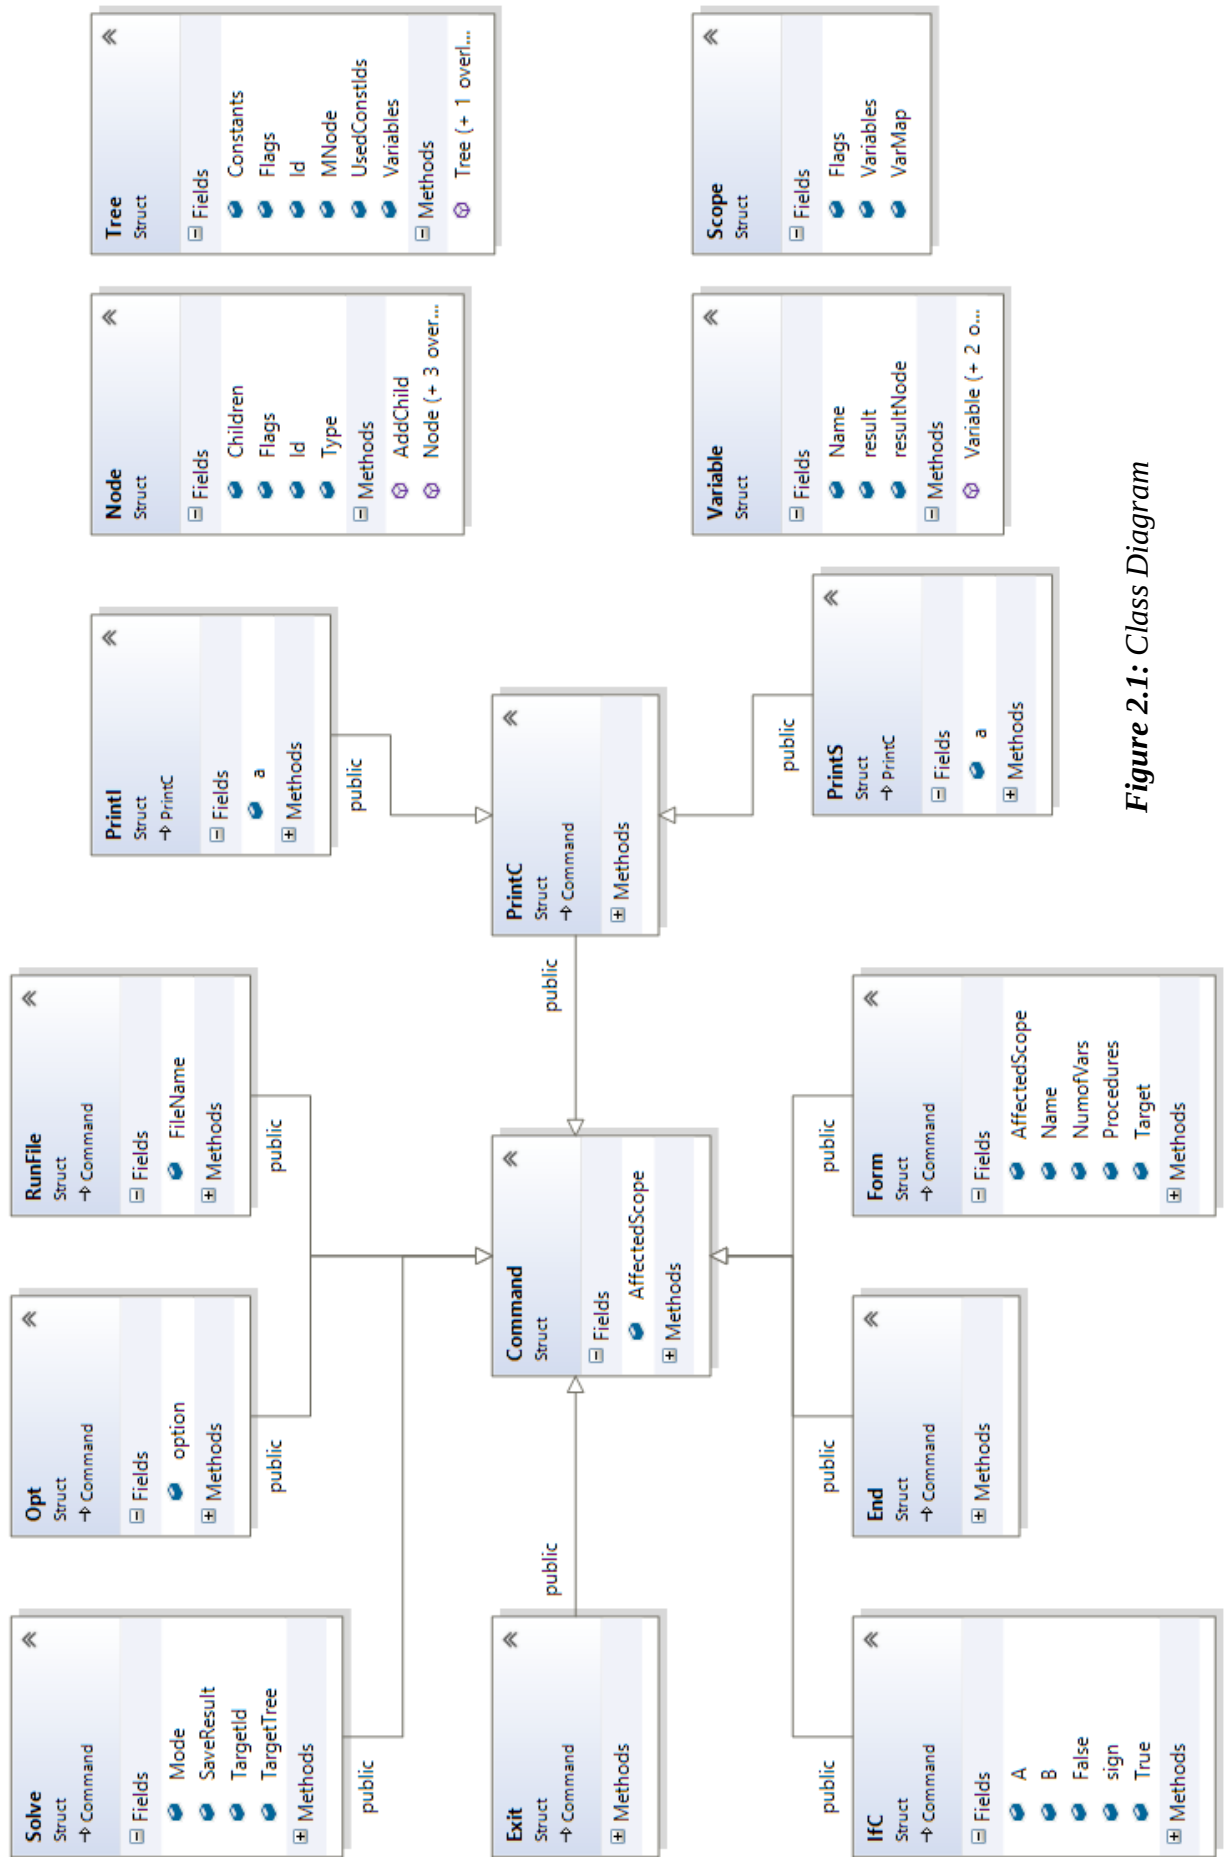 Solve
Struct
Command
Fields
Mode
SaveResult
TargetId
TargetTree
Methods
public
Opt
Struct
Command
Fields
option
Methods
public
RunFile
Struct
Command
Fields
FileName
Methods
public
PrintI
Struct
PrintC
Fields
a
Methods
public
Node
Struct
Fields
Children
Flags
Id
Type
Methods
AddChild
Node (+ 3 over...
Tree
Struct
Fields
Constants
Flags
Id
MNode
UsedConstIds
Variables
Methods
Tree (+ 1 overl...
Exit
Struct
Command
Methods
public
Command
Struct
Fields
AffectedScope
Methods
public
PrintC
Struct
Command
Methods
IfC
Struct
Command
Fields
A
B
False
sign
True
Methods
public
End
Struct
Command
Methods
public
Form
Struct
Command
Fields
AffectedScope
Name
NumofVars
Procedures
Target
Methods
public
PrintS
Struct
PrintC
Fields
a
Methods
public
Variable
Struct
Fields
Name
result
resultNode
Methods
Variable (+ 2 o...
Scope
Struct
Fields
Flags
Variables
VarMap
Figure 2.1: Class Diagram